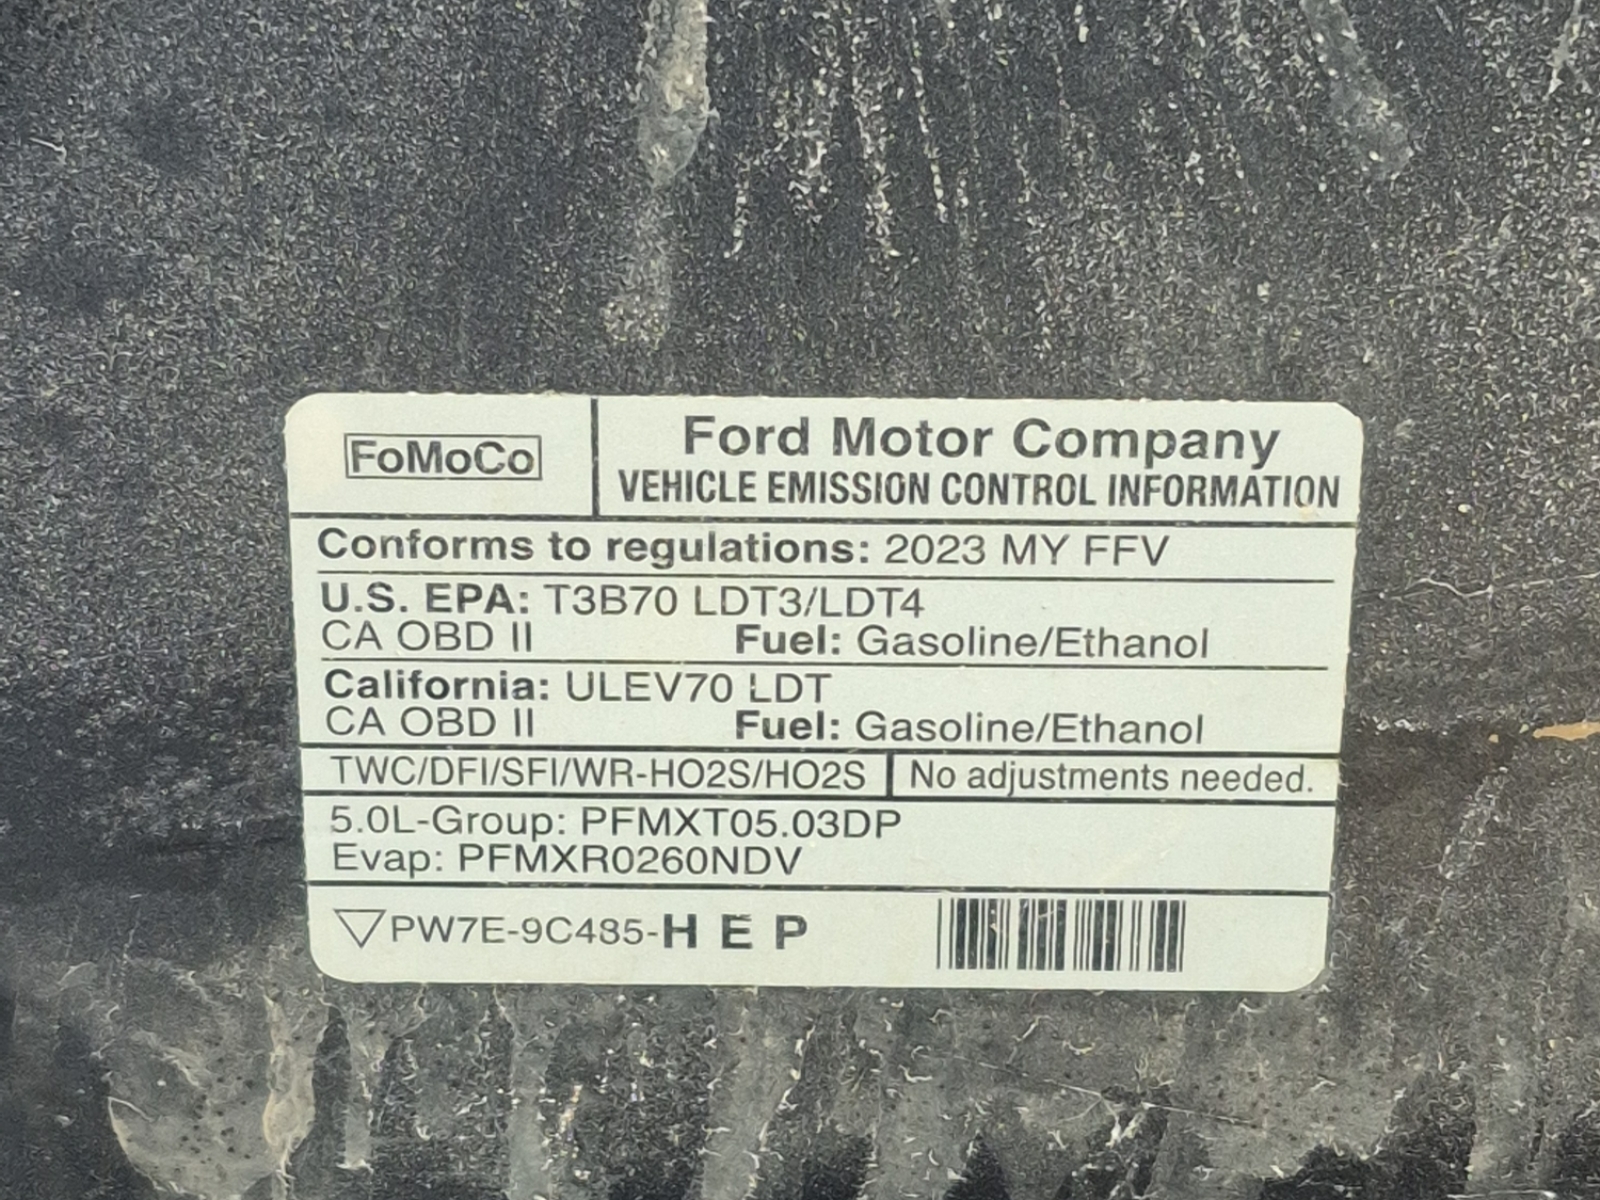 FoMoCo
Ford Motor Company
VEHICLE EMISSION CONTROL INFORMATION
Conforms to regulations: 2023 MY FFV
U.S. EPA: T3B70 LDT3/LDT4
CA OBD II Fuel: Gasoline/Ethanol
California: ULEV70 LDT
CA OBD II Fuel: Gasoline/Ethanol
TWC/DFI/SFI/WR-HO2S/HO2S No adjustments needed.
5.0L-Group: PFMXT05.03DP
Evap: PFMXR0260NDV
PW7E-9C485-H E P